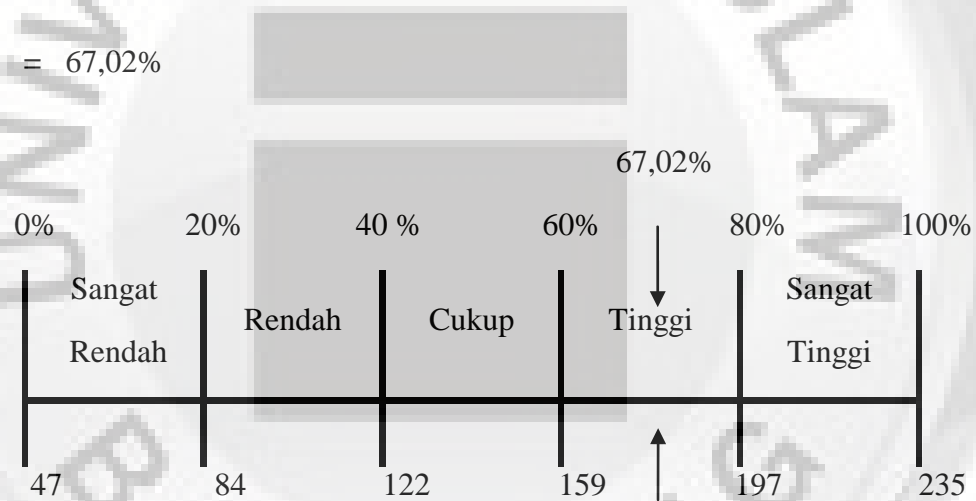 = 67,02%
67,02%
0% 20% 40 % 60% 80% 100%
Sangat Rendah Rendah Cukup Tinggi Sangat Tinggi
47 84 122 159 197 235
ISLAM